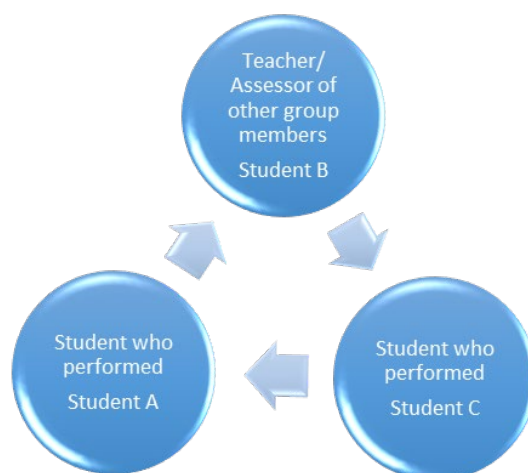 Teacher/
Assessor of
other group
members
Student B
Student who
performed
Student A
Student who
performed
Student C